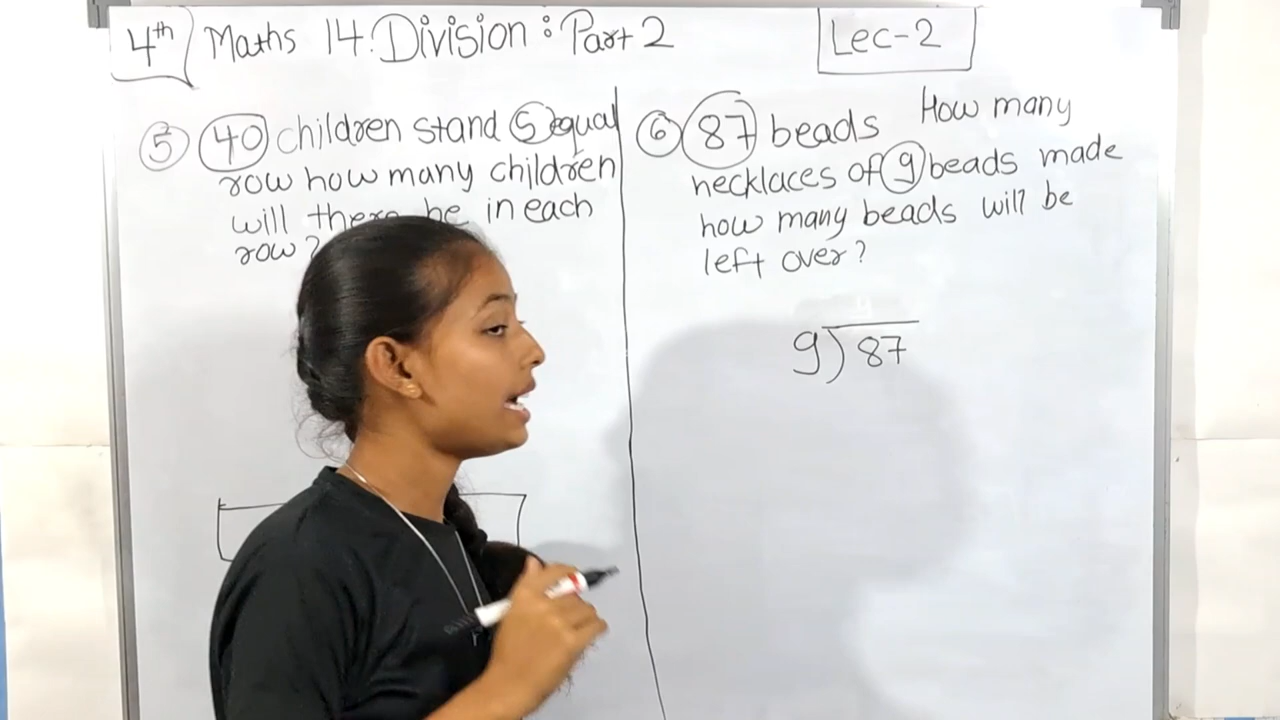 4th Maths 14. Division : Part 2
Lec-2
5 40 children stand 5 equal
row how many children
will there be in each
row?
6 87 beads How many
necklaces of 9 beads made
how many beads will be
left over?
9) 87